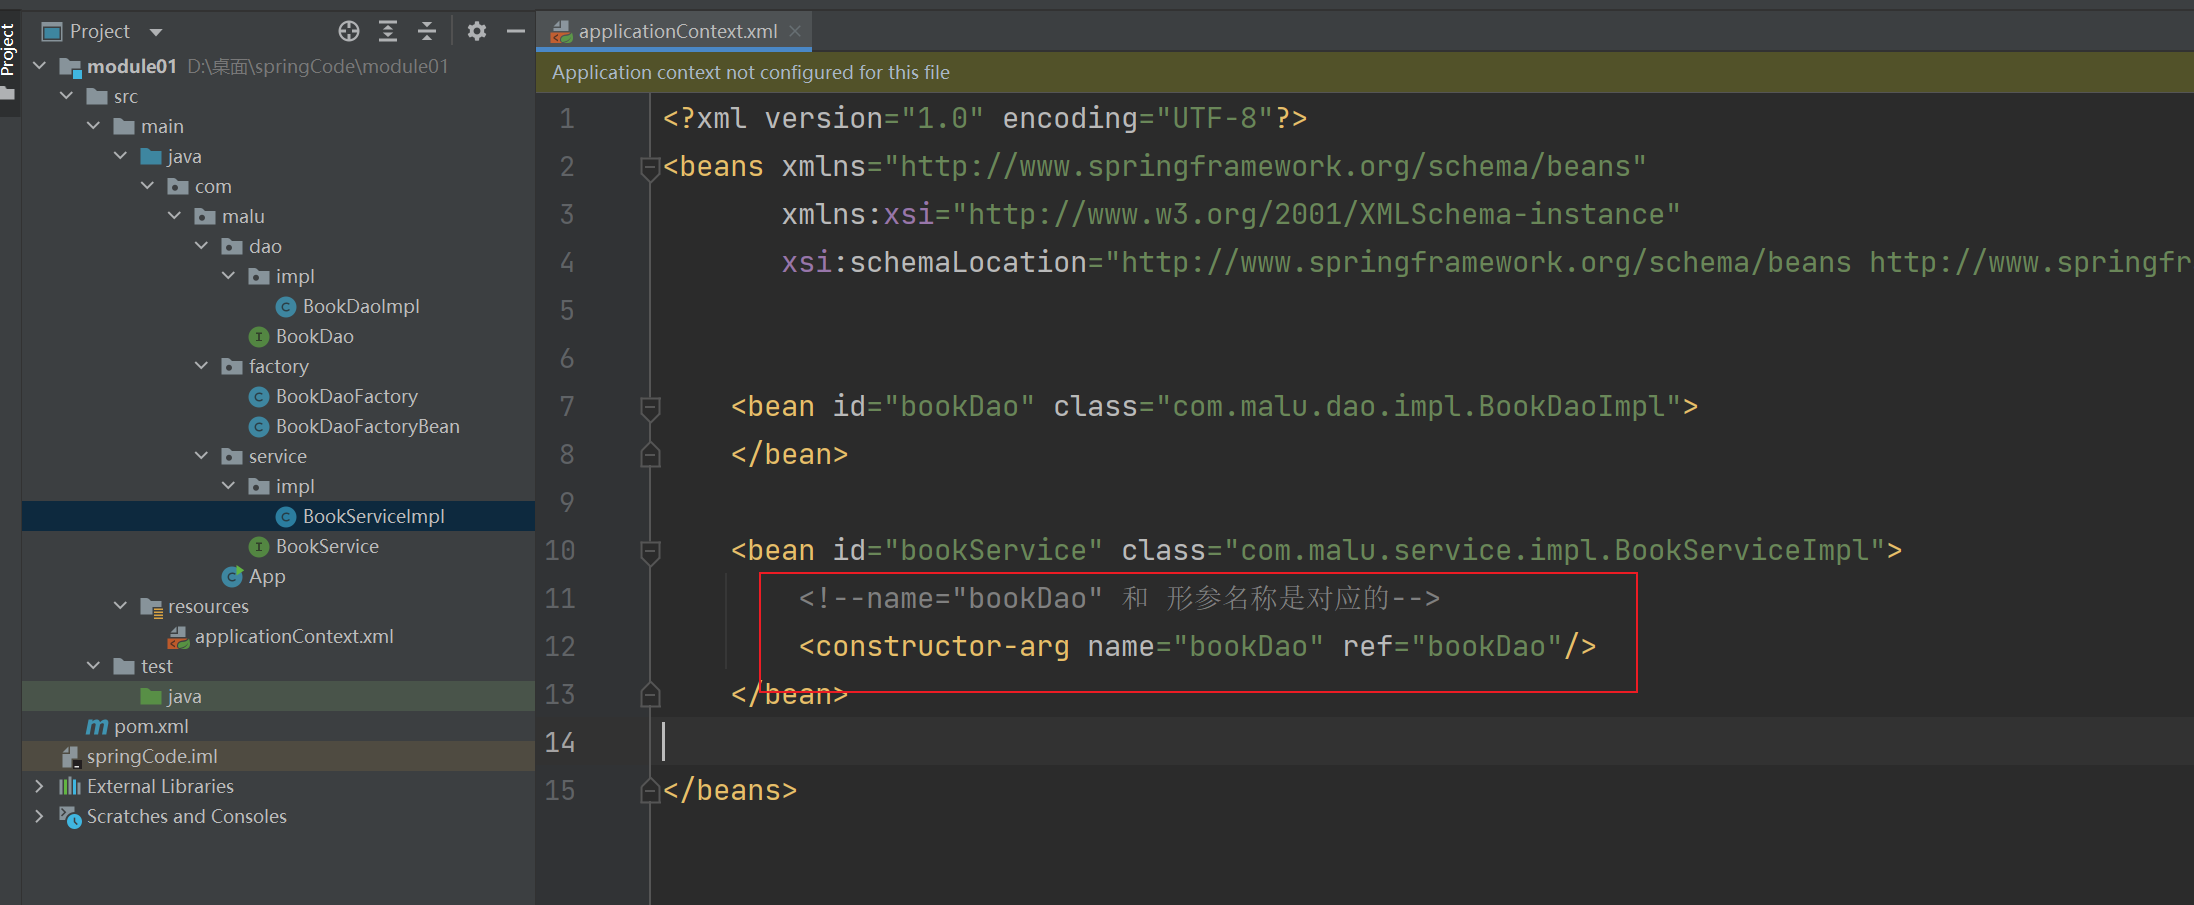 Project
Project
module01 D:\桌面\springCode\module01
src
main
java
com
malu
dao
impl
BookDaoImpl
BookDao
factory
BookDaoFactory
BookDaoFactoryBean
service
impl
BookServiceImpl
BookService
App
resources
applicationContext.xml
test
java
pom.xml
springCode.iml
External Libraries
Scratches and Consoles
applicationContext.xml
Application context not configured for this file
1 <?xml version="1.0" encoding="UTF-8"?>
2 <beans xmlns="http://www.springframework.org/schema/beans"
3 xmlns:xsi="http://www.w3.org/2001/XMLSchema-instance"
4 xsi:schemaLocation="http://www.springframework.org/schema/beans http://www.springfr
5
6
7 <bean id="bookDao" class="com.malu.dao.impl.BookDaoImpl">
8 </bean>
9
10 <bean id="bookService" class="com.malu.service.impl.BookServiceImpl">
11 <!--name="bookDao" 和 形参名称是对应的-->
12 <constructor-arg name="bookDao" ref="bookDao"/>
13 </bean>
14
15 </beans>